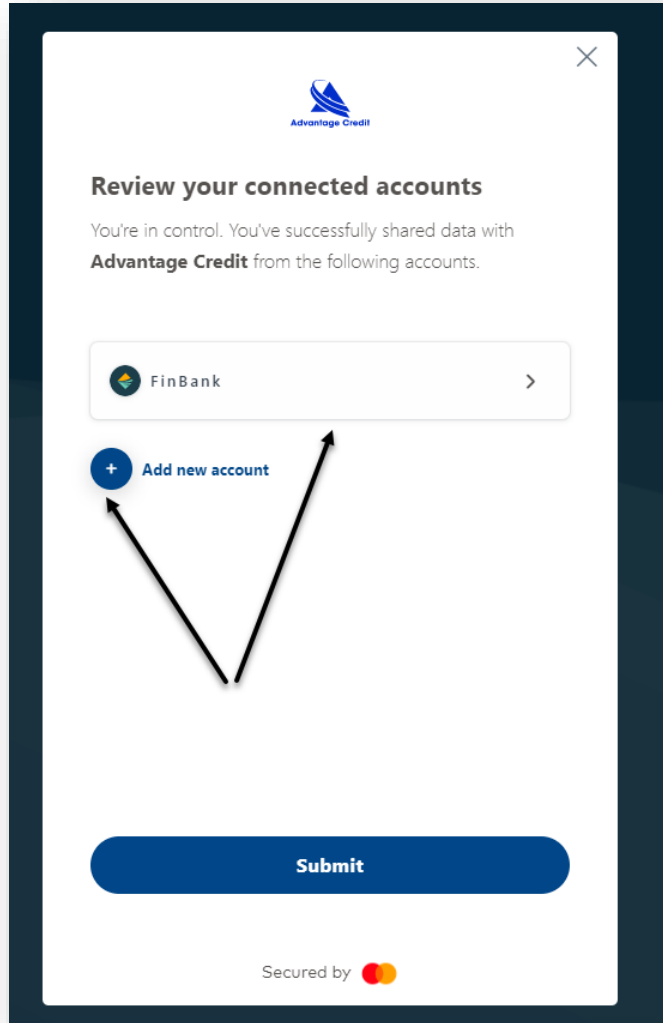 Advantage Credit
Review your connected accounts
You're in control. You've successfully shared data with
Advantage Credit from the following accounts.
FinBank
+ Add new account
Submit
Secured by